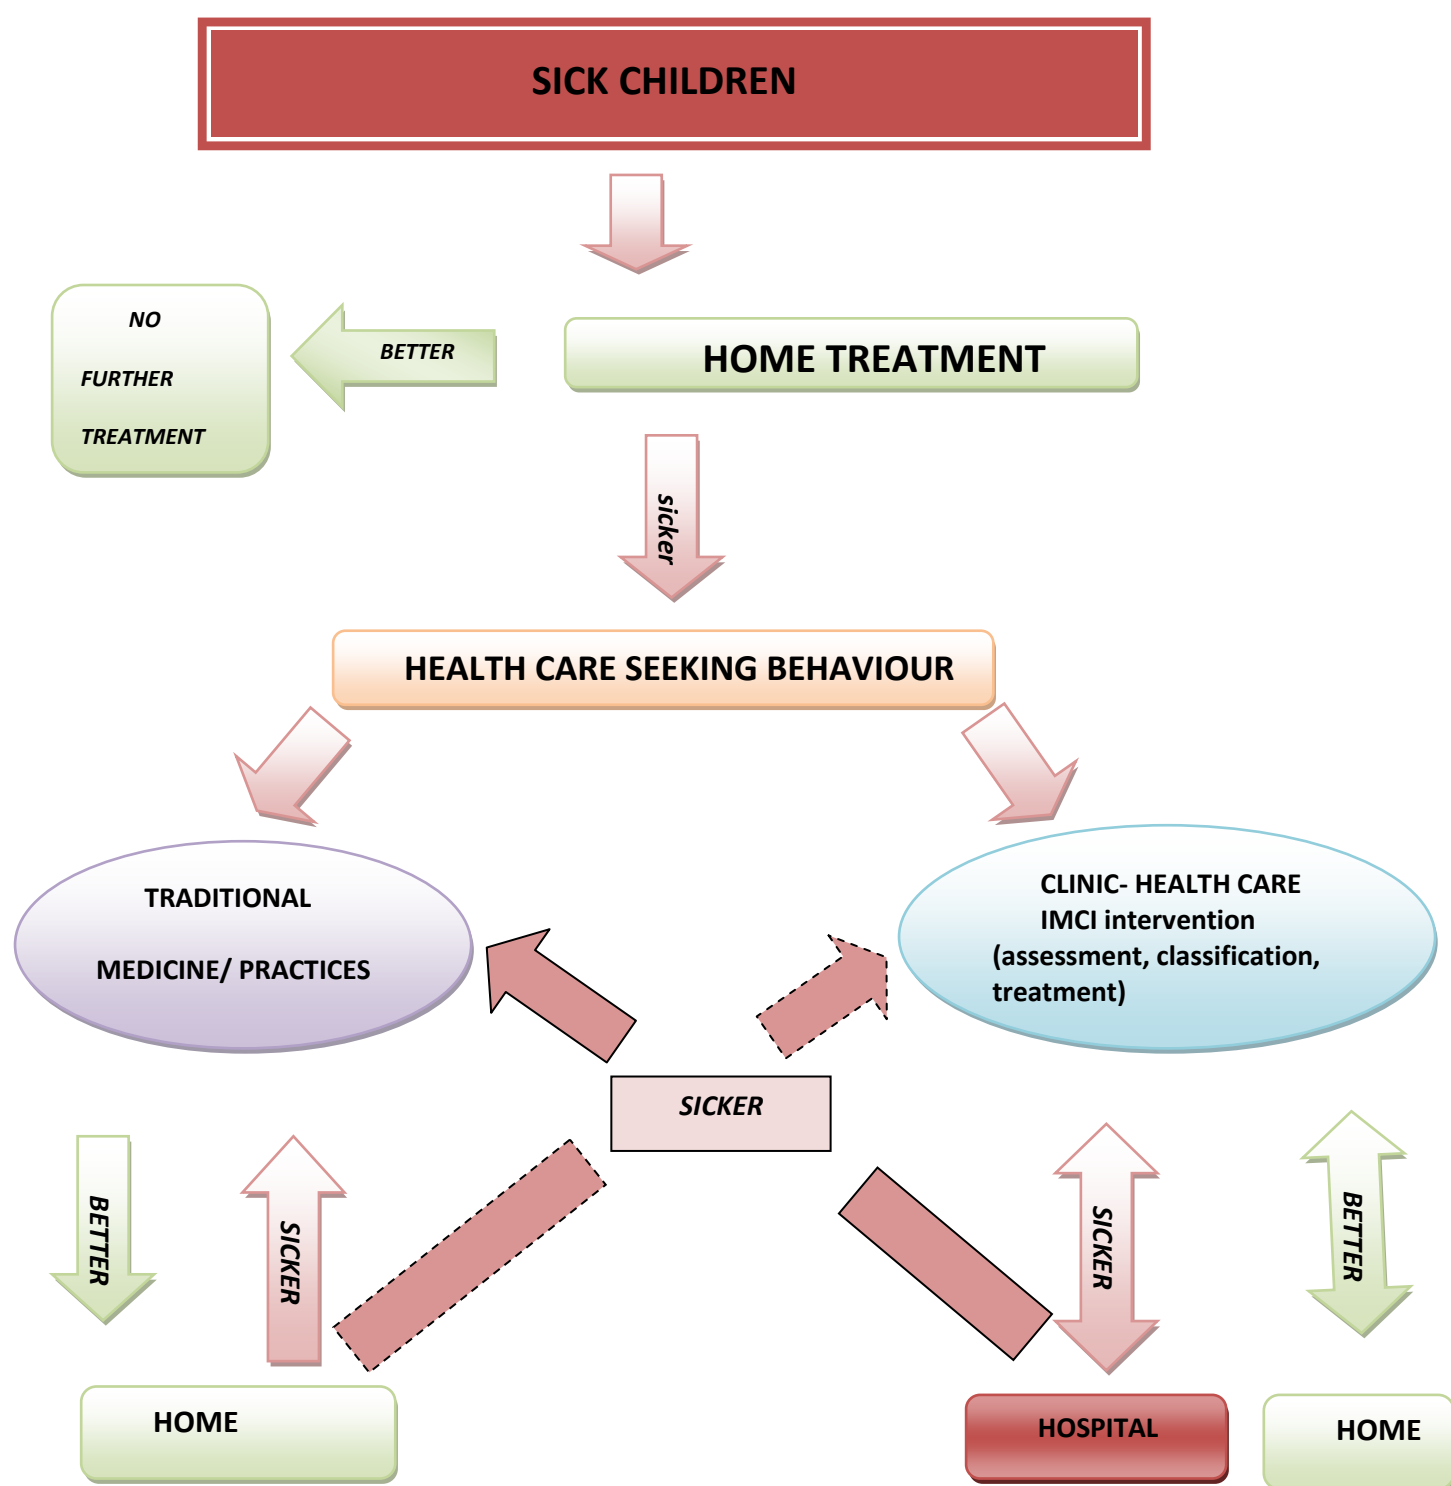 SICK CHILDREN
NO
FURTHER
TREATMENT
BETTER
HOME TREATMENT
sicker
HEALTH CARE SEEKING BEHAVIOUR
TRADITIONAL
MEDICINE/ PRACTICES
CLINIC- HEALTH CARE
IMCI intervention
(assessment, classification,
treatment)
SICKER
BETTER
SICKER
SICKER
BETTER
HOME
HOSPITAL
HOME